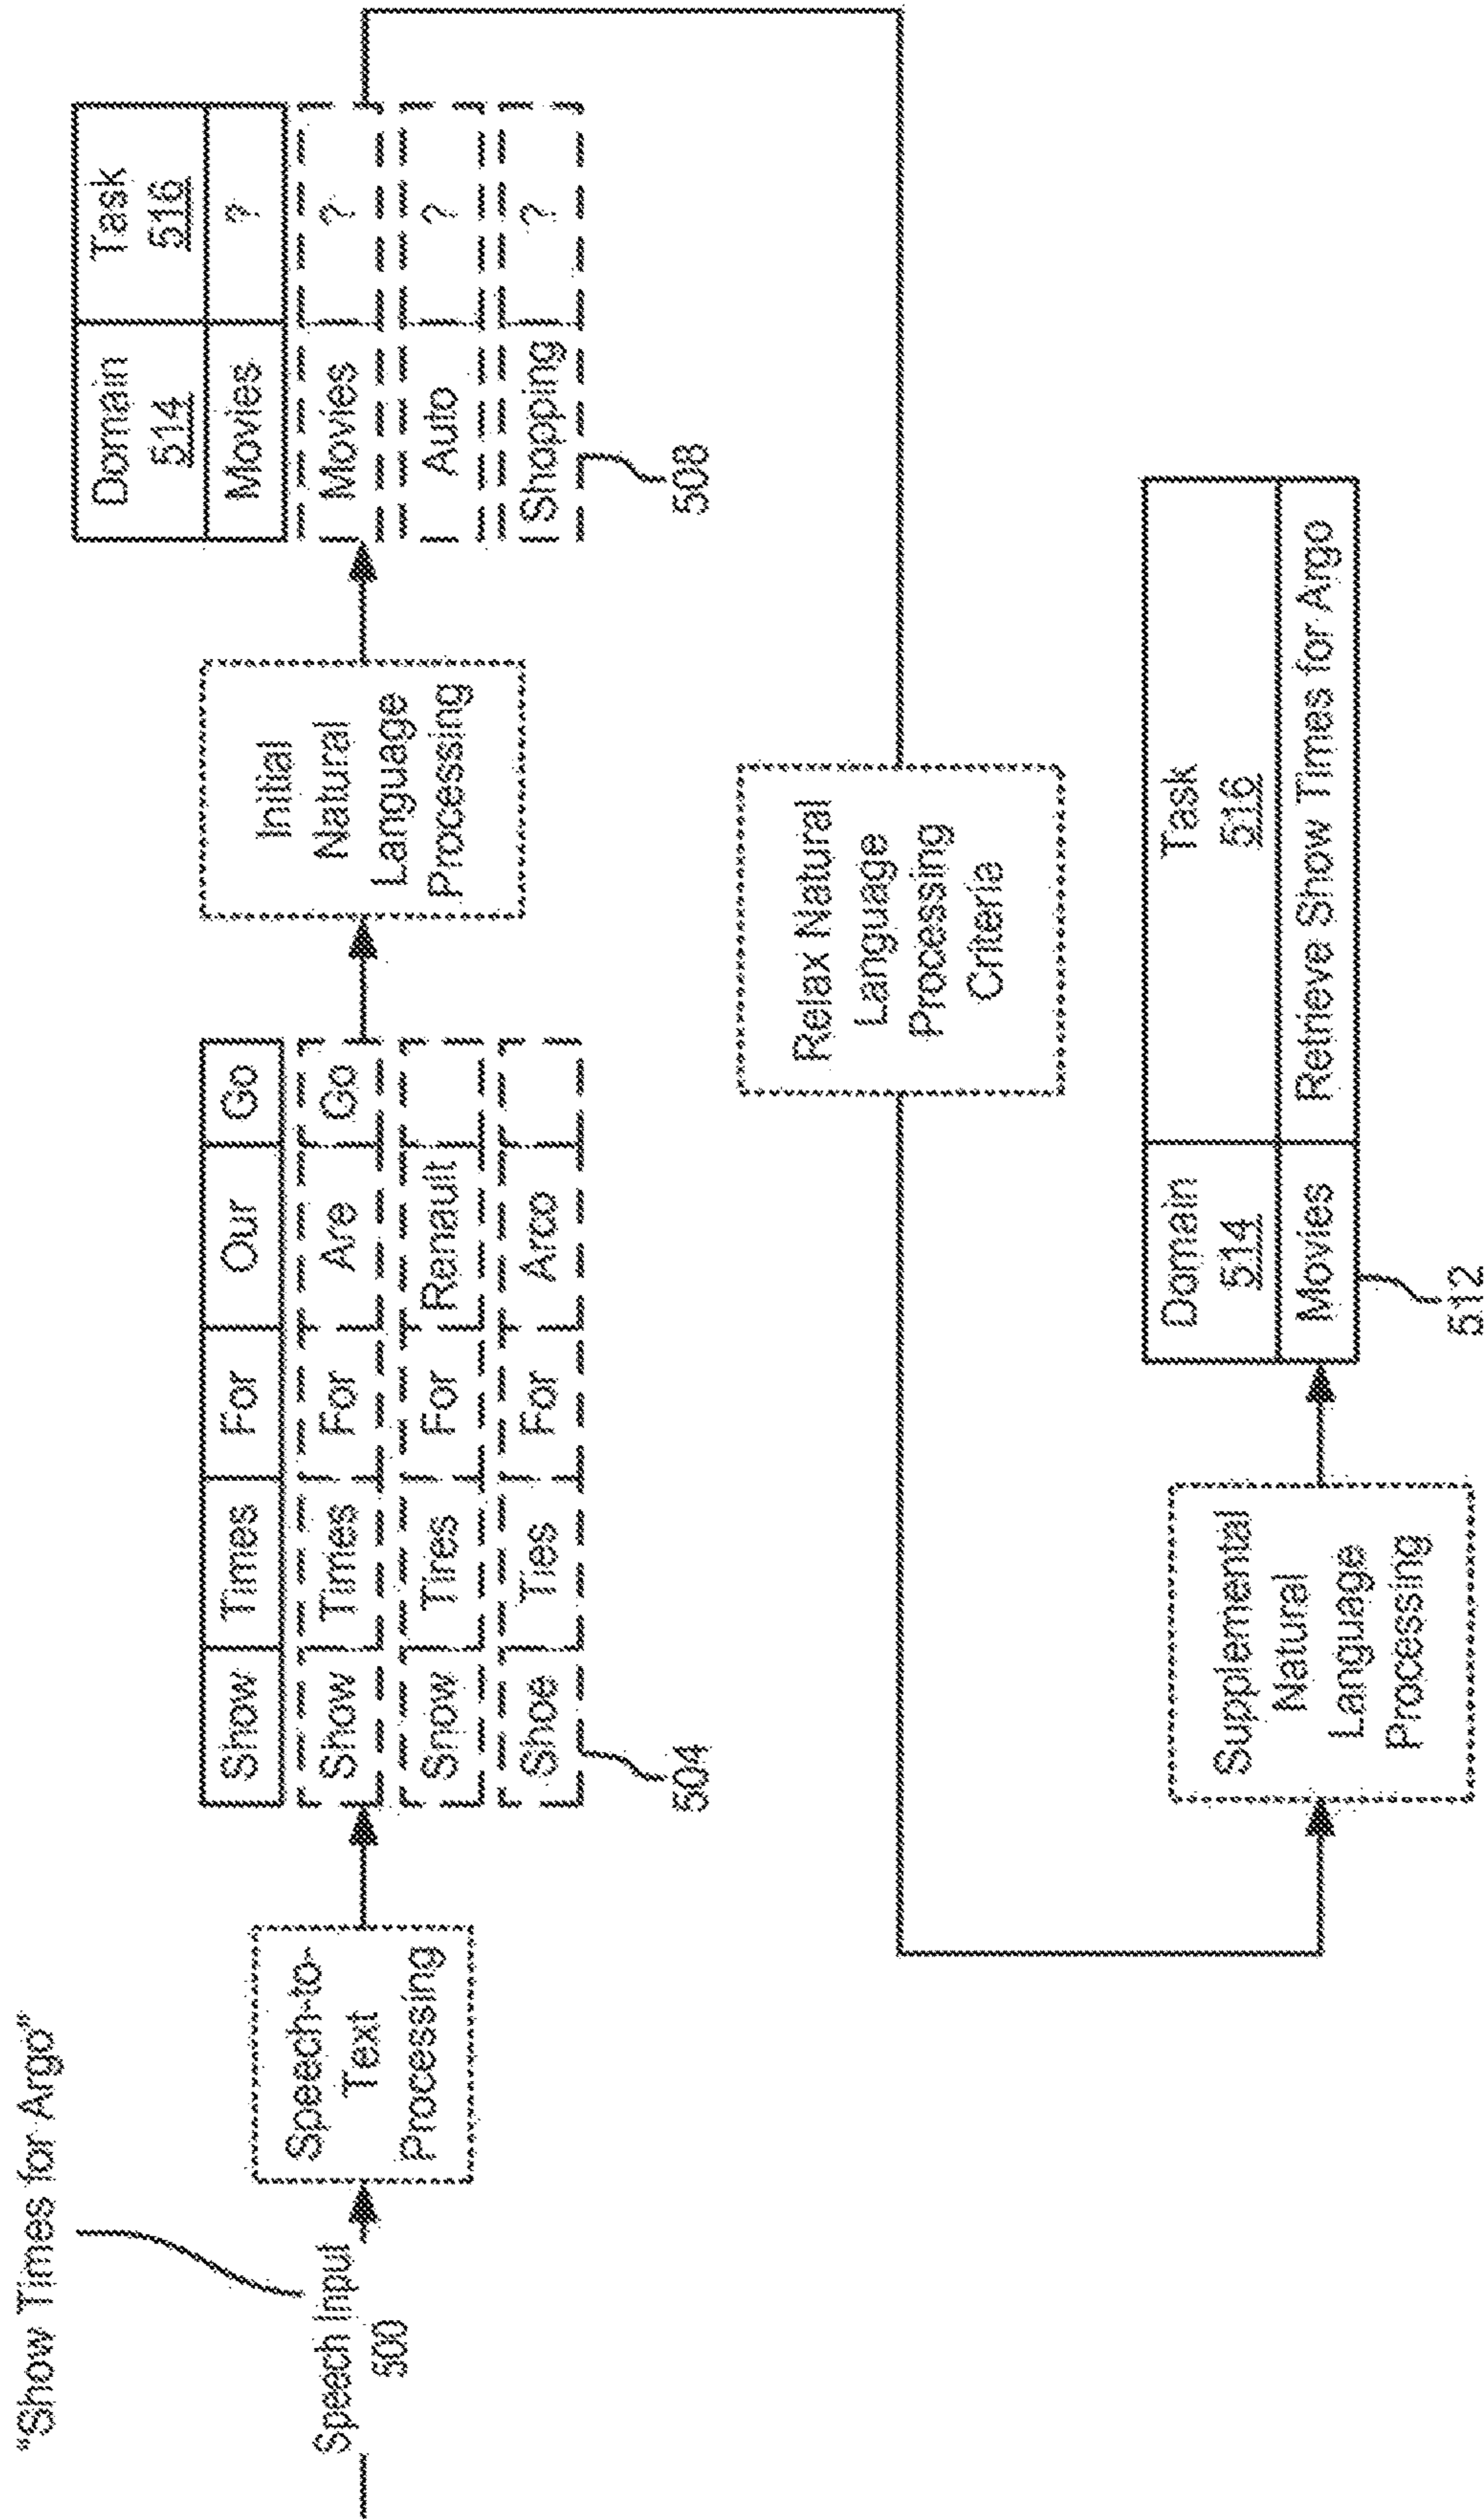 "Show Times for Argo"
Speech Input
500
Speech-to-
Text
Processing
Show Times For Our Go
Show Times For Are Go
Snow Tires For Renault
Shoe Ties For Arco
504
Initial
Natural
Language
Processing
Domain Task
514 516
Movies ?
Movies ?
Auto ?
Shopping ?
508
Relax Natural
Language
Processing
Criteria
Supplemental
Natural
Language
Processing
Domain Task
514 516
Movies Retrieve Show Times for Argo
512